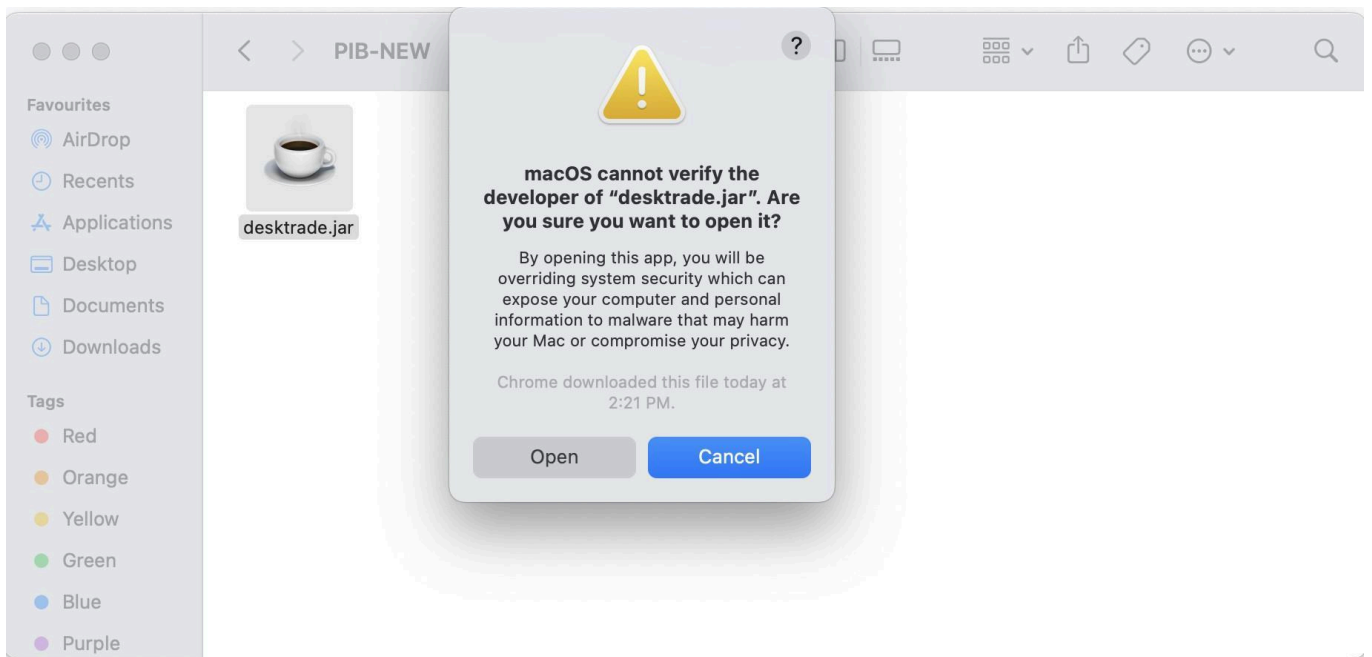 PIB-NEW
?
Favourites
AirDrop
Recents
Applications
Desktop
Documents
Downloads
Tags
Red
Orange
Yellow
Green
Blue
Purple
desktrade.jar
macOS cannot verify the
developer of “desktrade.jar”. Are
you sure you want to open it?
By opening this app, you will be
overriding system security which can
expose your computer and personal
information to malware that may harm
your Mac or compromise your privacy.
Chrome downloaded this file today at
2:21 PM.
Open
Cancel